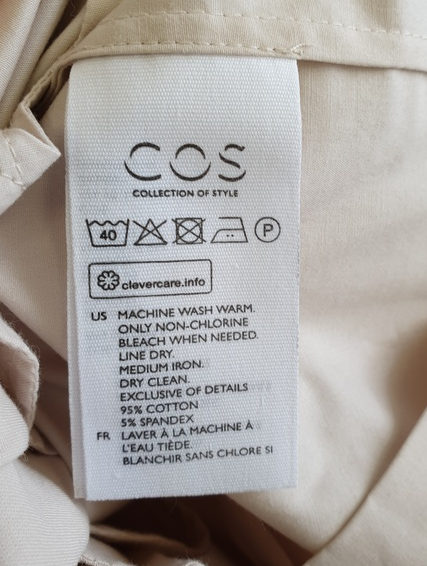 COS
COLLECTION OF STYLE
40 P
clevercare.info
US MACHINE WASH WARM.
ONLY NON-CHLORINE
BLEACH WHEN NEEDED.
LINE DRY.
MEDIUM IRON.
DRY CLEAN.
EXCLUSIVE OF DETAILS
95% COTTON
5% SPANDEX
FR LAVER À LA MACHINE À
L'EAU TIÈDE.
BLANCHIR SANS CHLORE SI